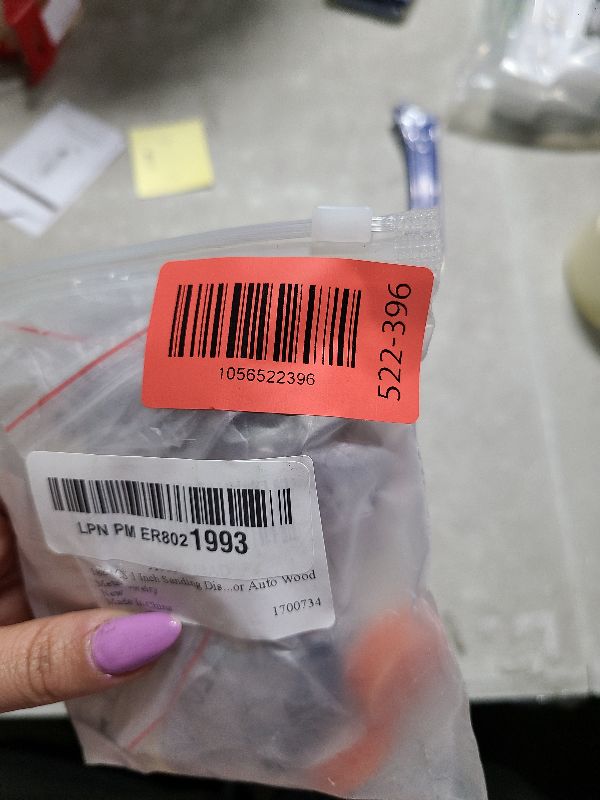 1056522396
522-396
LPN PM ER8021993
1 Inch Sanding Dis...or Auto Wood
New
Made in China
1700734